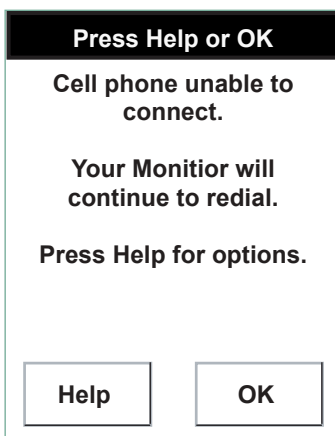 Press Help or OK
Cell phone unable to
connect.
Your Monitior will
continue to redial.
Press Help for options.
Help OK